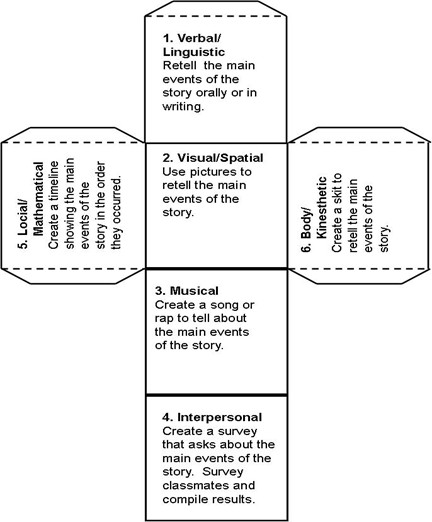 1. Verbal/
Linguistic
Retell the main
events of the
story orally or in
writing.
2. Visual/Spatial
Use pictures to
retell the main
events of the
story.
3. Musical
Create a song or
rap to tell about
the main events
of the story.
4. Interpersonal
Create a survey
that asks about the
main events of the
story. Survey
classmates and
compile results.
5. Locial/
Mathematical
Create a timeline
showing the main
events of the
story in the order
they occurred.
6. Body/
Kinesthetic
Create a skit to
retell the main
events of the
story.